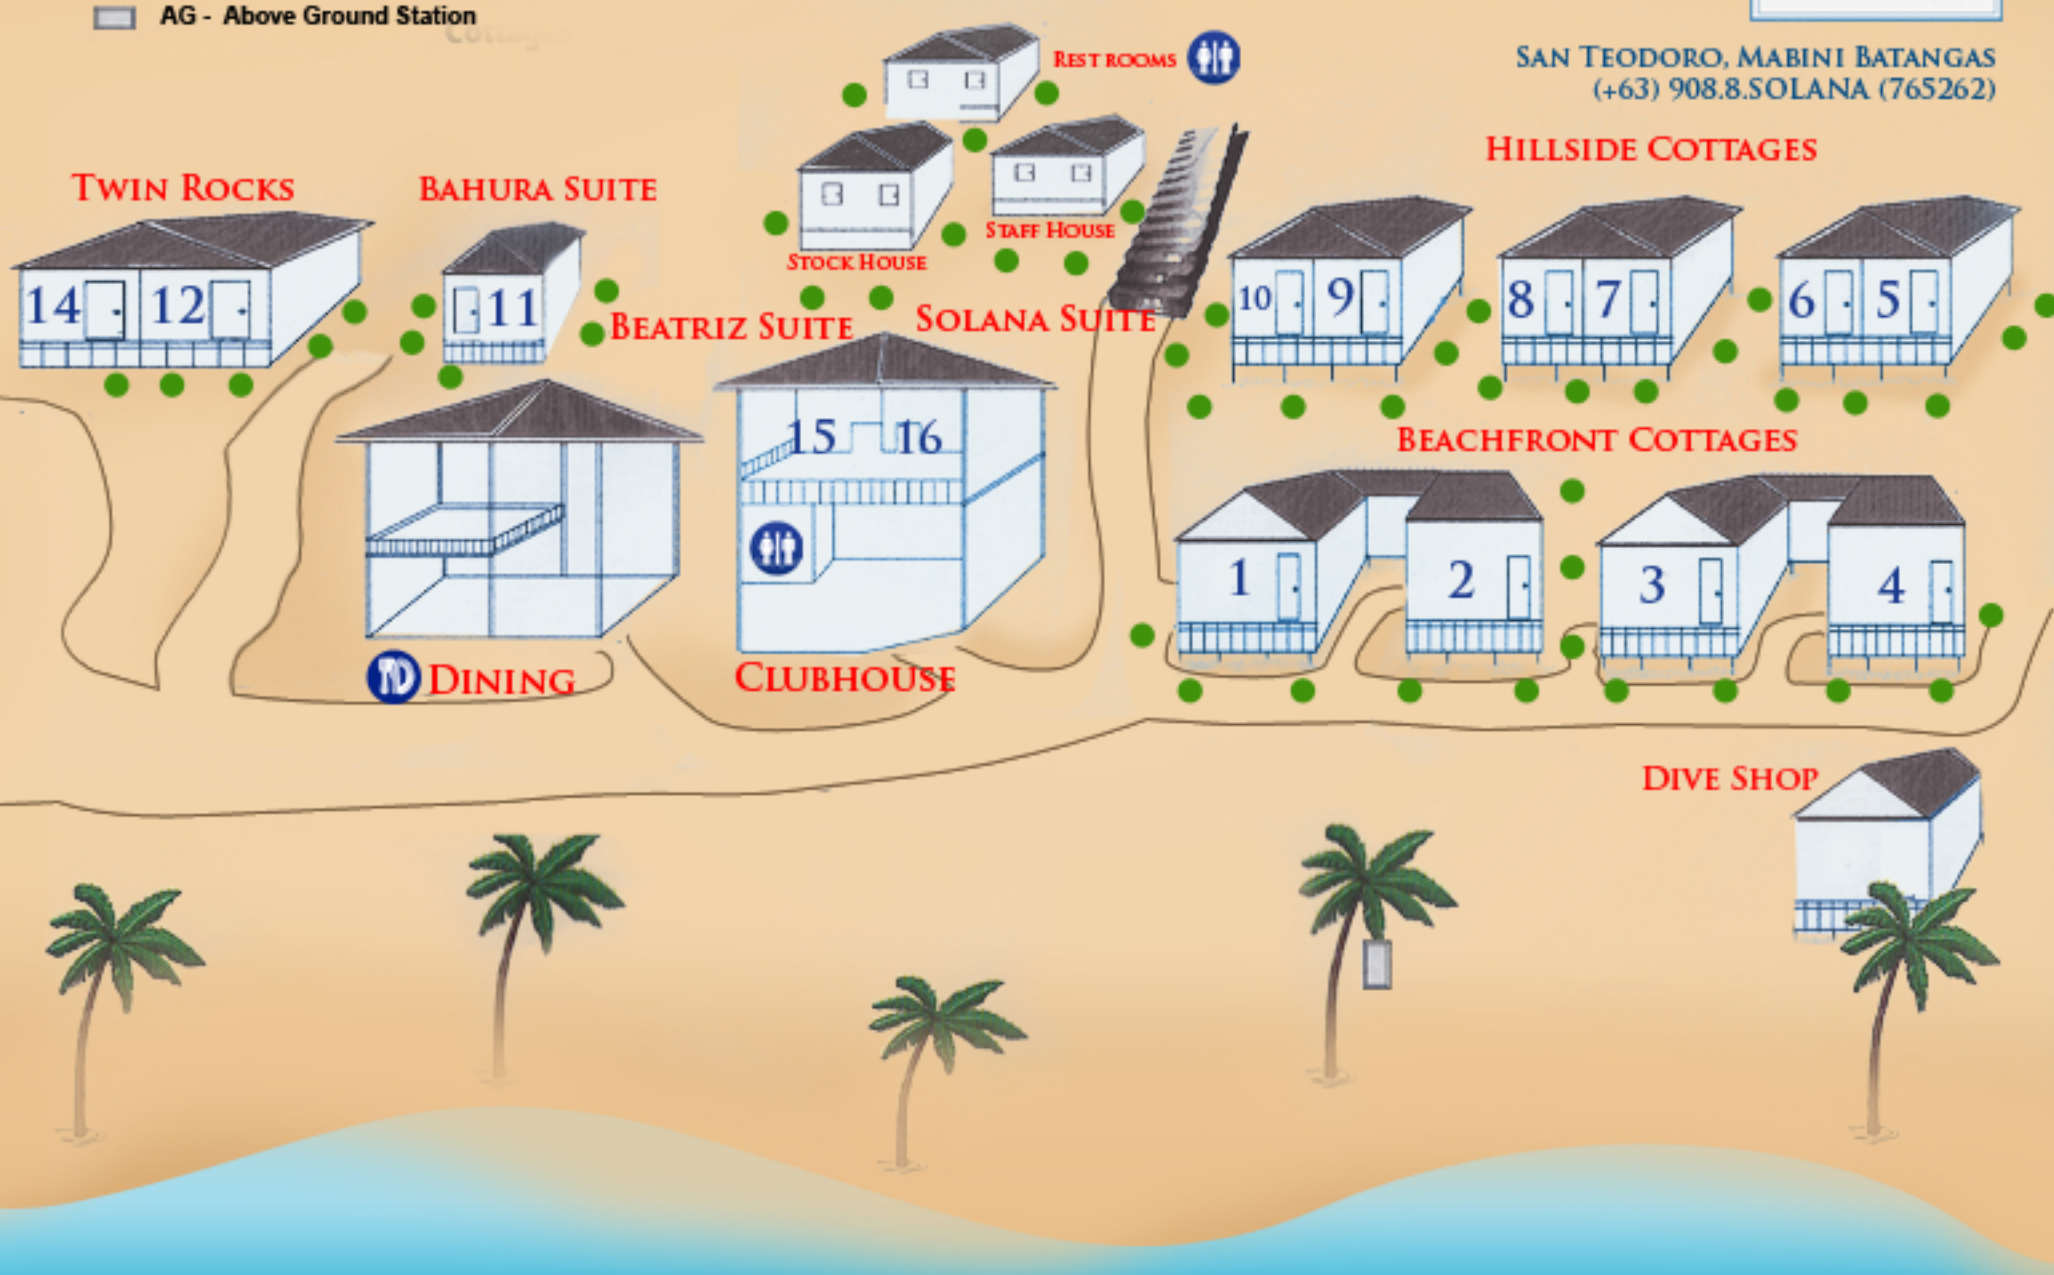 AG - Above Ground Station
Cottages
REST ROOMS
SAN TEODORO, MABINI BATANGAS
(+63) 908.8.SOLANA (765262)
HILLSIDE COTTAGES
TWIN ROCKS
BAHURA SUITE
STAFF HOUSE
STOCK HOUSE
14 12
11
10 9
8 7
6 5
BEATRIZ SUITE
SOLANA SUITE
15 16
BEACHFRONT COTTAGES
1
2
3
4
DINING
CLUBHOUSE
DIVE SHOP